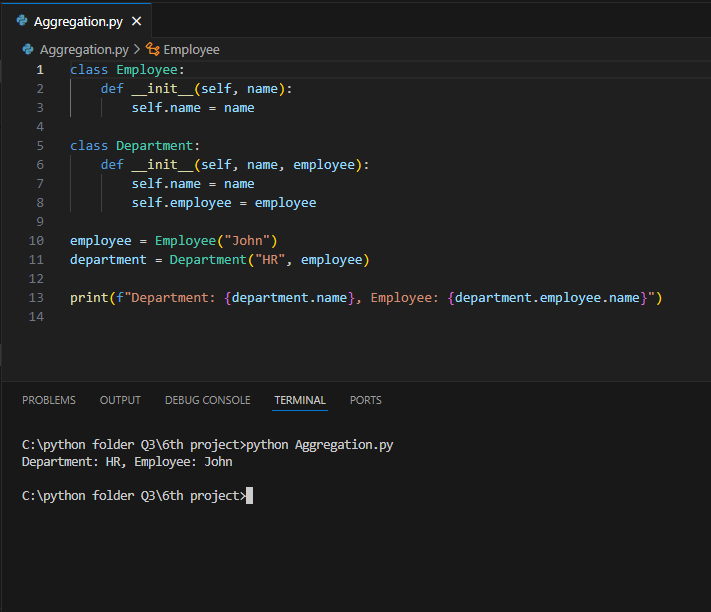 Aggregation.py ×
Aggregation.py > Employee
1 class Employee:
2     def __init__(self, name):
3         self.name = name
4
5 class Department:
6     def __init__(self, name, employee):
7         self.name = name
8         self.employee = employee
9
10 employee = Employee("John")
11 department = Department("HR", employee)
12
13 print(f"Department: {department.name}, Employee: {department.employee.name}")
14
PROBLEMS OUTPUT DEBUG CONSOLE TERMINAL PORTS
C:\python folder Q3\6th project>python Aggregation.py
Department: HR, Employee: John
C:\python folder Q3\6th project>